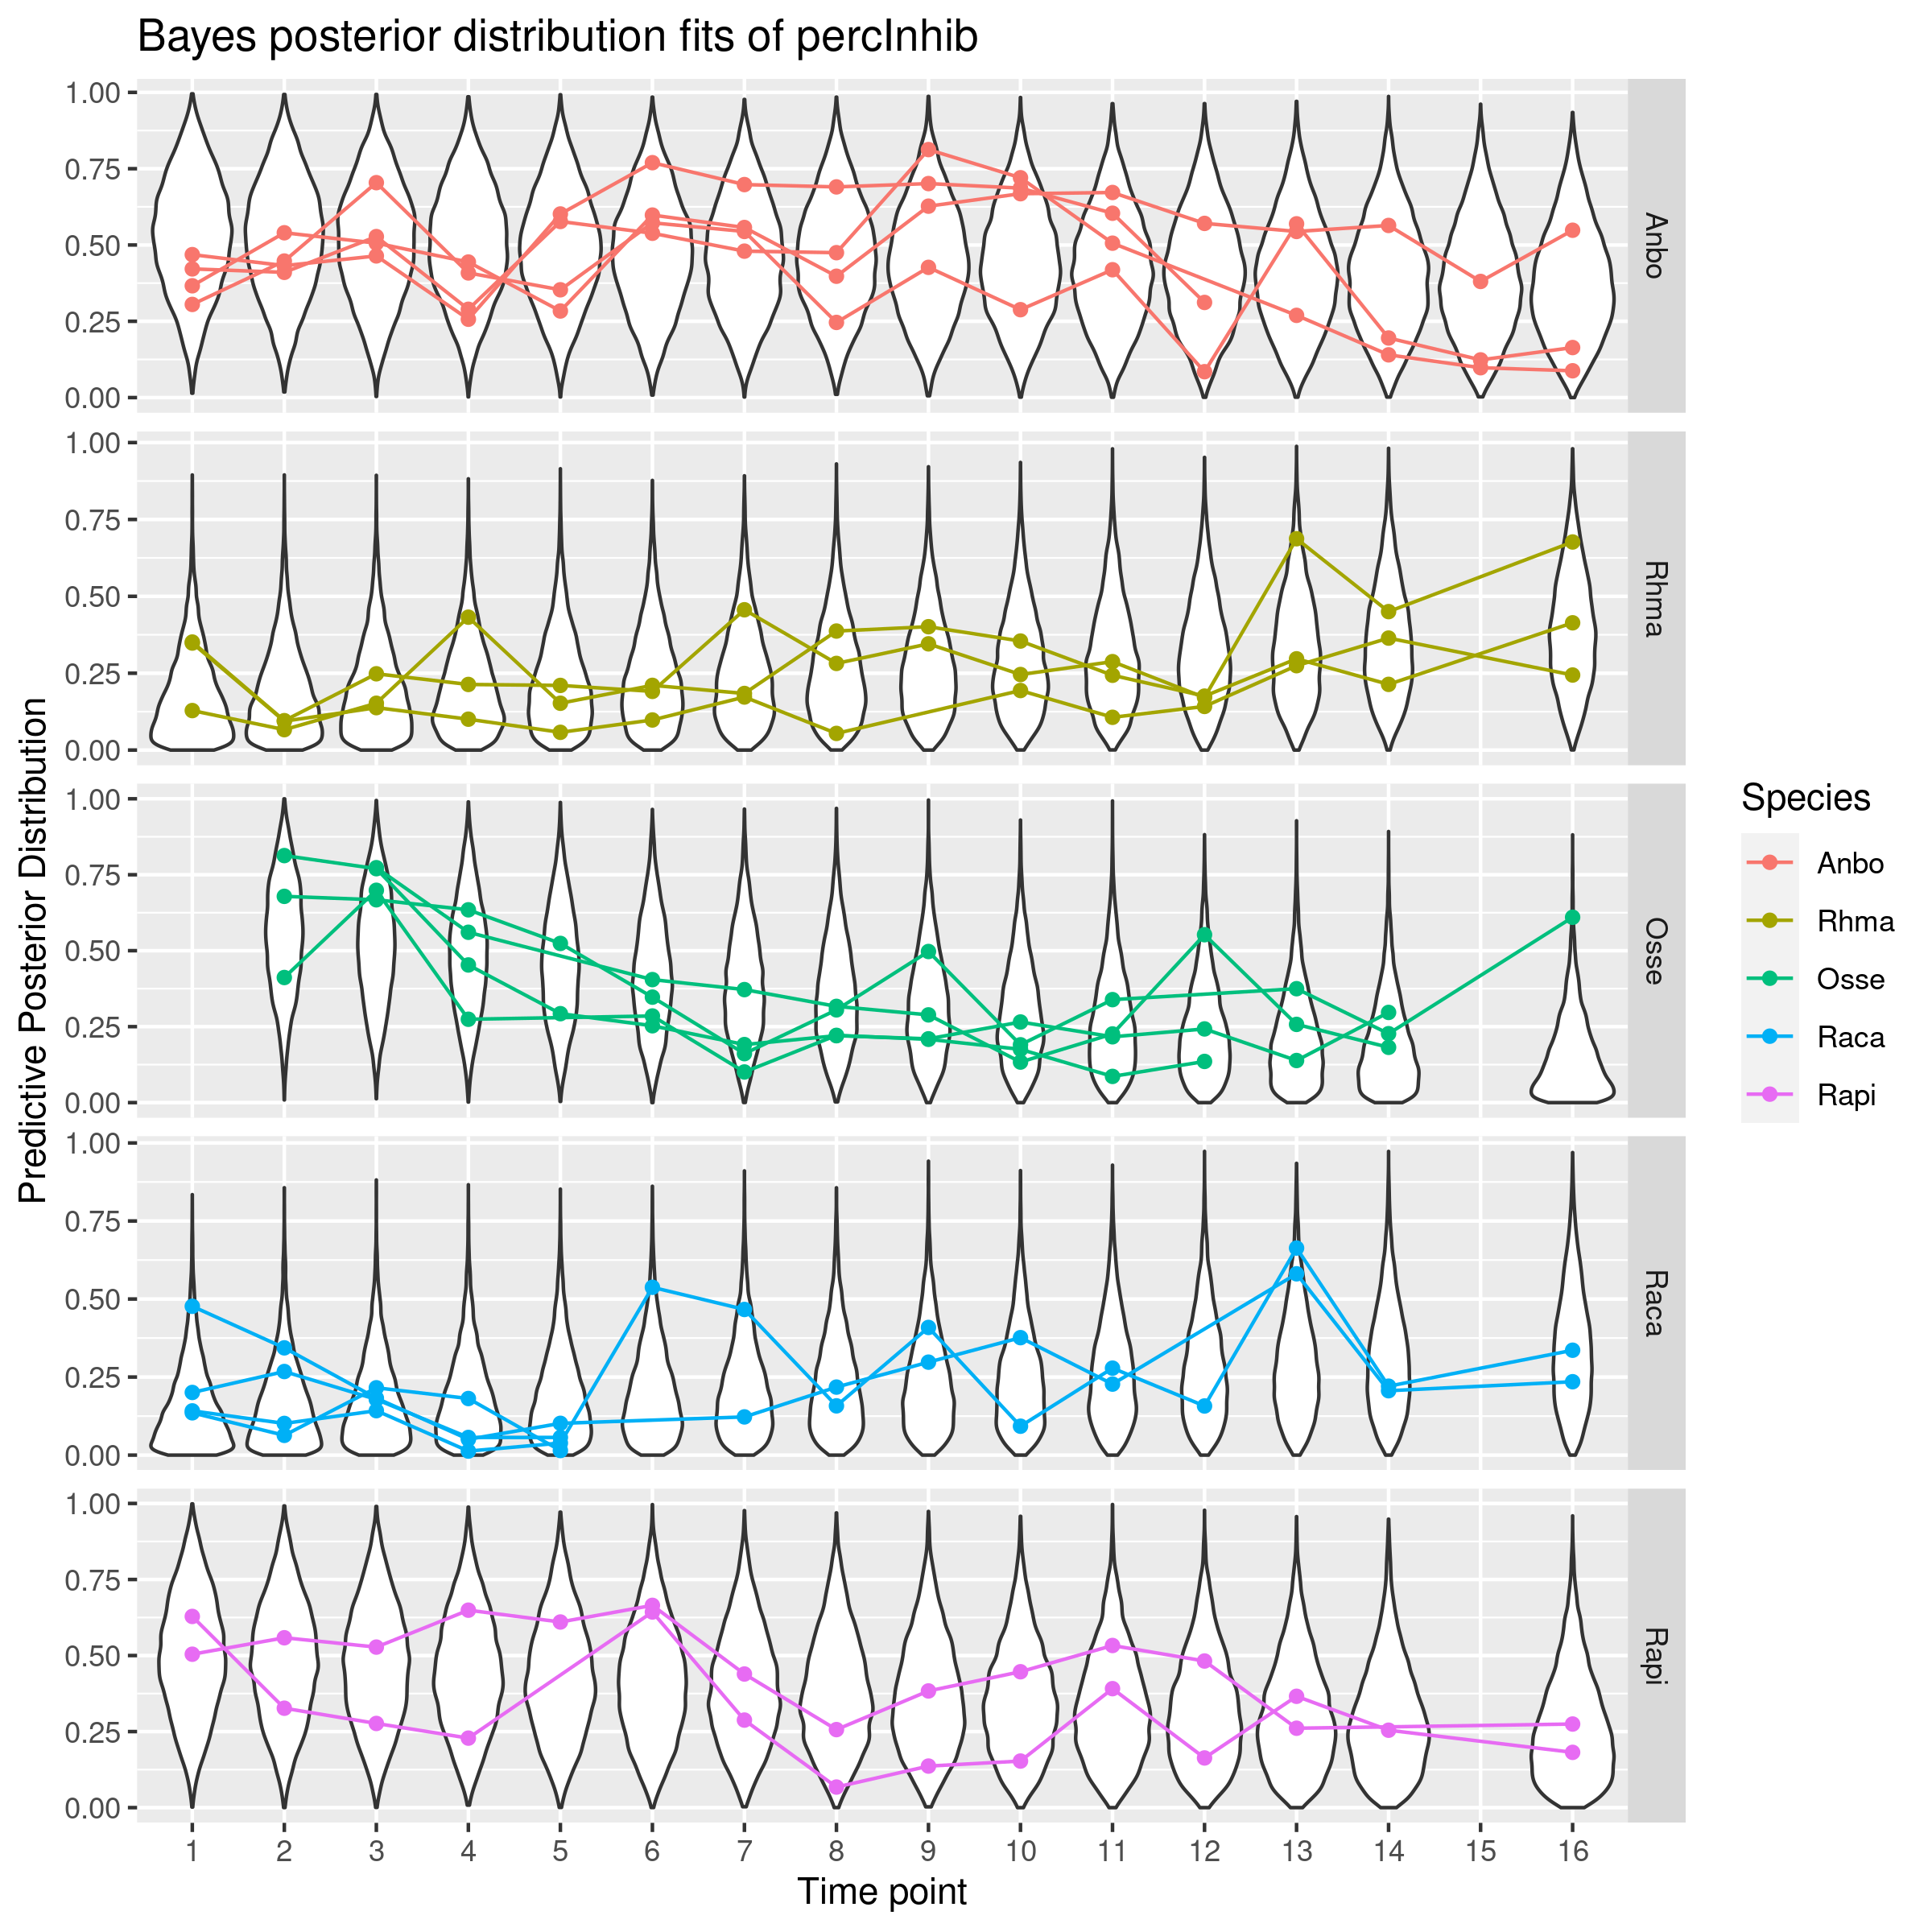 Bayes posterior distribution fits of percInhib
Predictive Posterior Distribution
1.00
0.75
0.50
0.25
0.00
Anbo
1.00
0.75
0.50
0.25
0.00
Rhma
1.00
0.75
0.50
0.25
0.00
Osse
1.00
0.75
0.50
0.25
0.00
Raca
1.00
0.75
0.50
0.25
0.00
Rapi
1 2 3 4 5 6 7 8 9 10 11 12 13 14 15 16
Time point
Species
Anbo
Rhma
Osse
Raca
Rapi